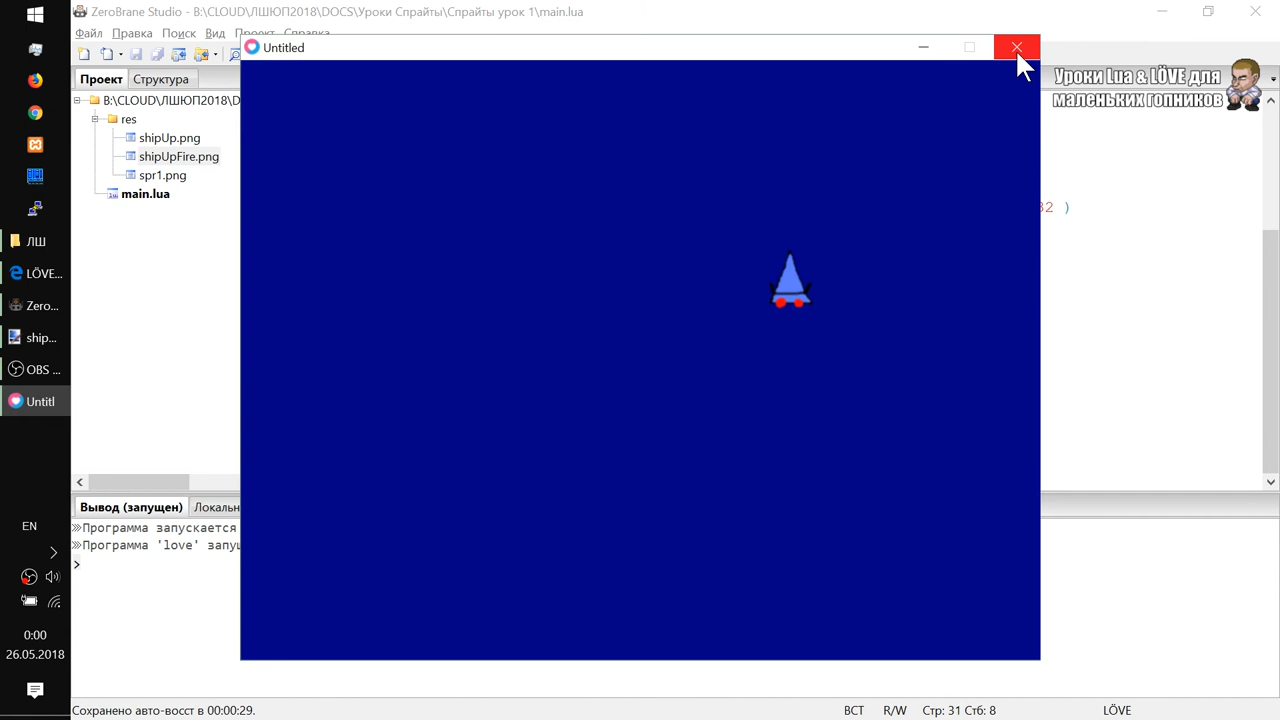 ZeroBrane Studio - B:\CLOUD\ЛШЮП2018\DOCS\Уроки Спрайты\Спрайты урок 1\main.lua
Файл Правка Поиск Вид Проект Справка
Untitled
Проект Структура
Уроки Lua & LÖVE для
маленьких гопников
B:\CLOUD\ЛШЮП2018\D
res
shipUp.png
shipUpFire.png
spr1.png
main.lua
32 )
ЛШ
LÖVE...
Zero...
ship...
OBS ...
Untitl
Вывод (запущен) Локальн
Программа запускается
Программа 'love' запу
>
EN
0:00
26.05.2018
Сохранено авто-восст в 00:00:29.
ВСТ R/W Стр: 31 Стб: 8 LÖVE